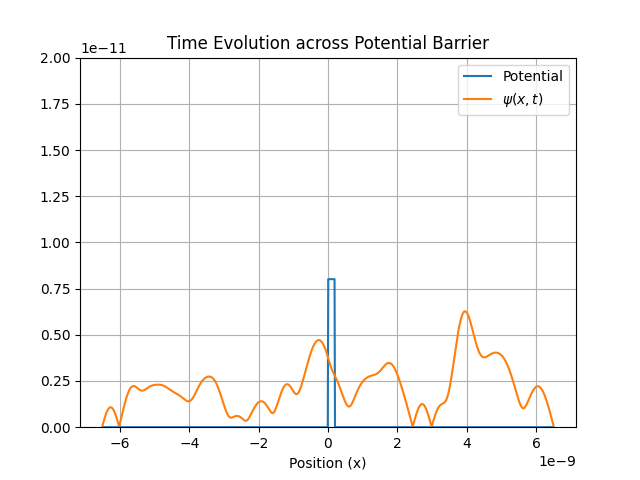 Time Evolution across Potential Barrier
1e−11
2.00
1.75
1.50
1.25
1.00
0.75
0.50
0.25
0.00
Potential
ψ(x, t)
−6
−4
−2
0
2
4
6
Position (x)
1e−9